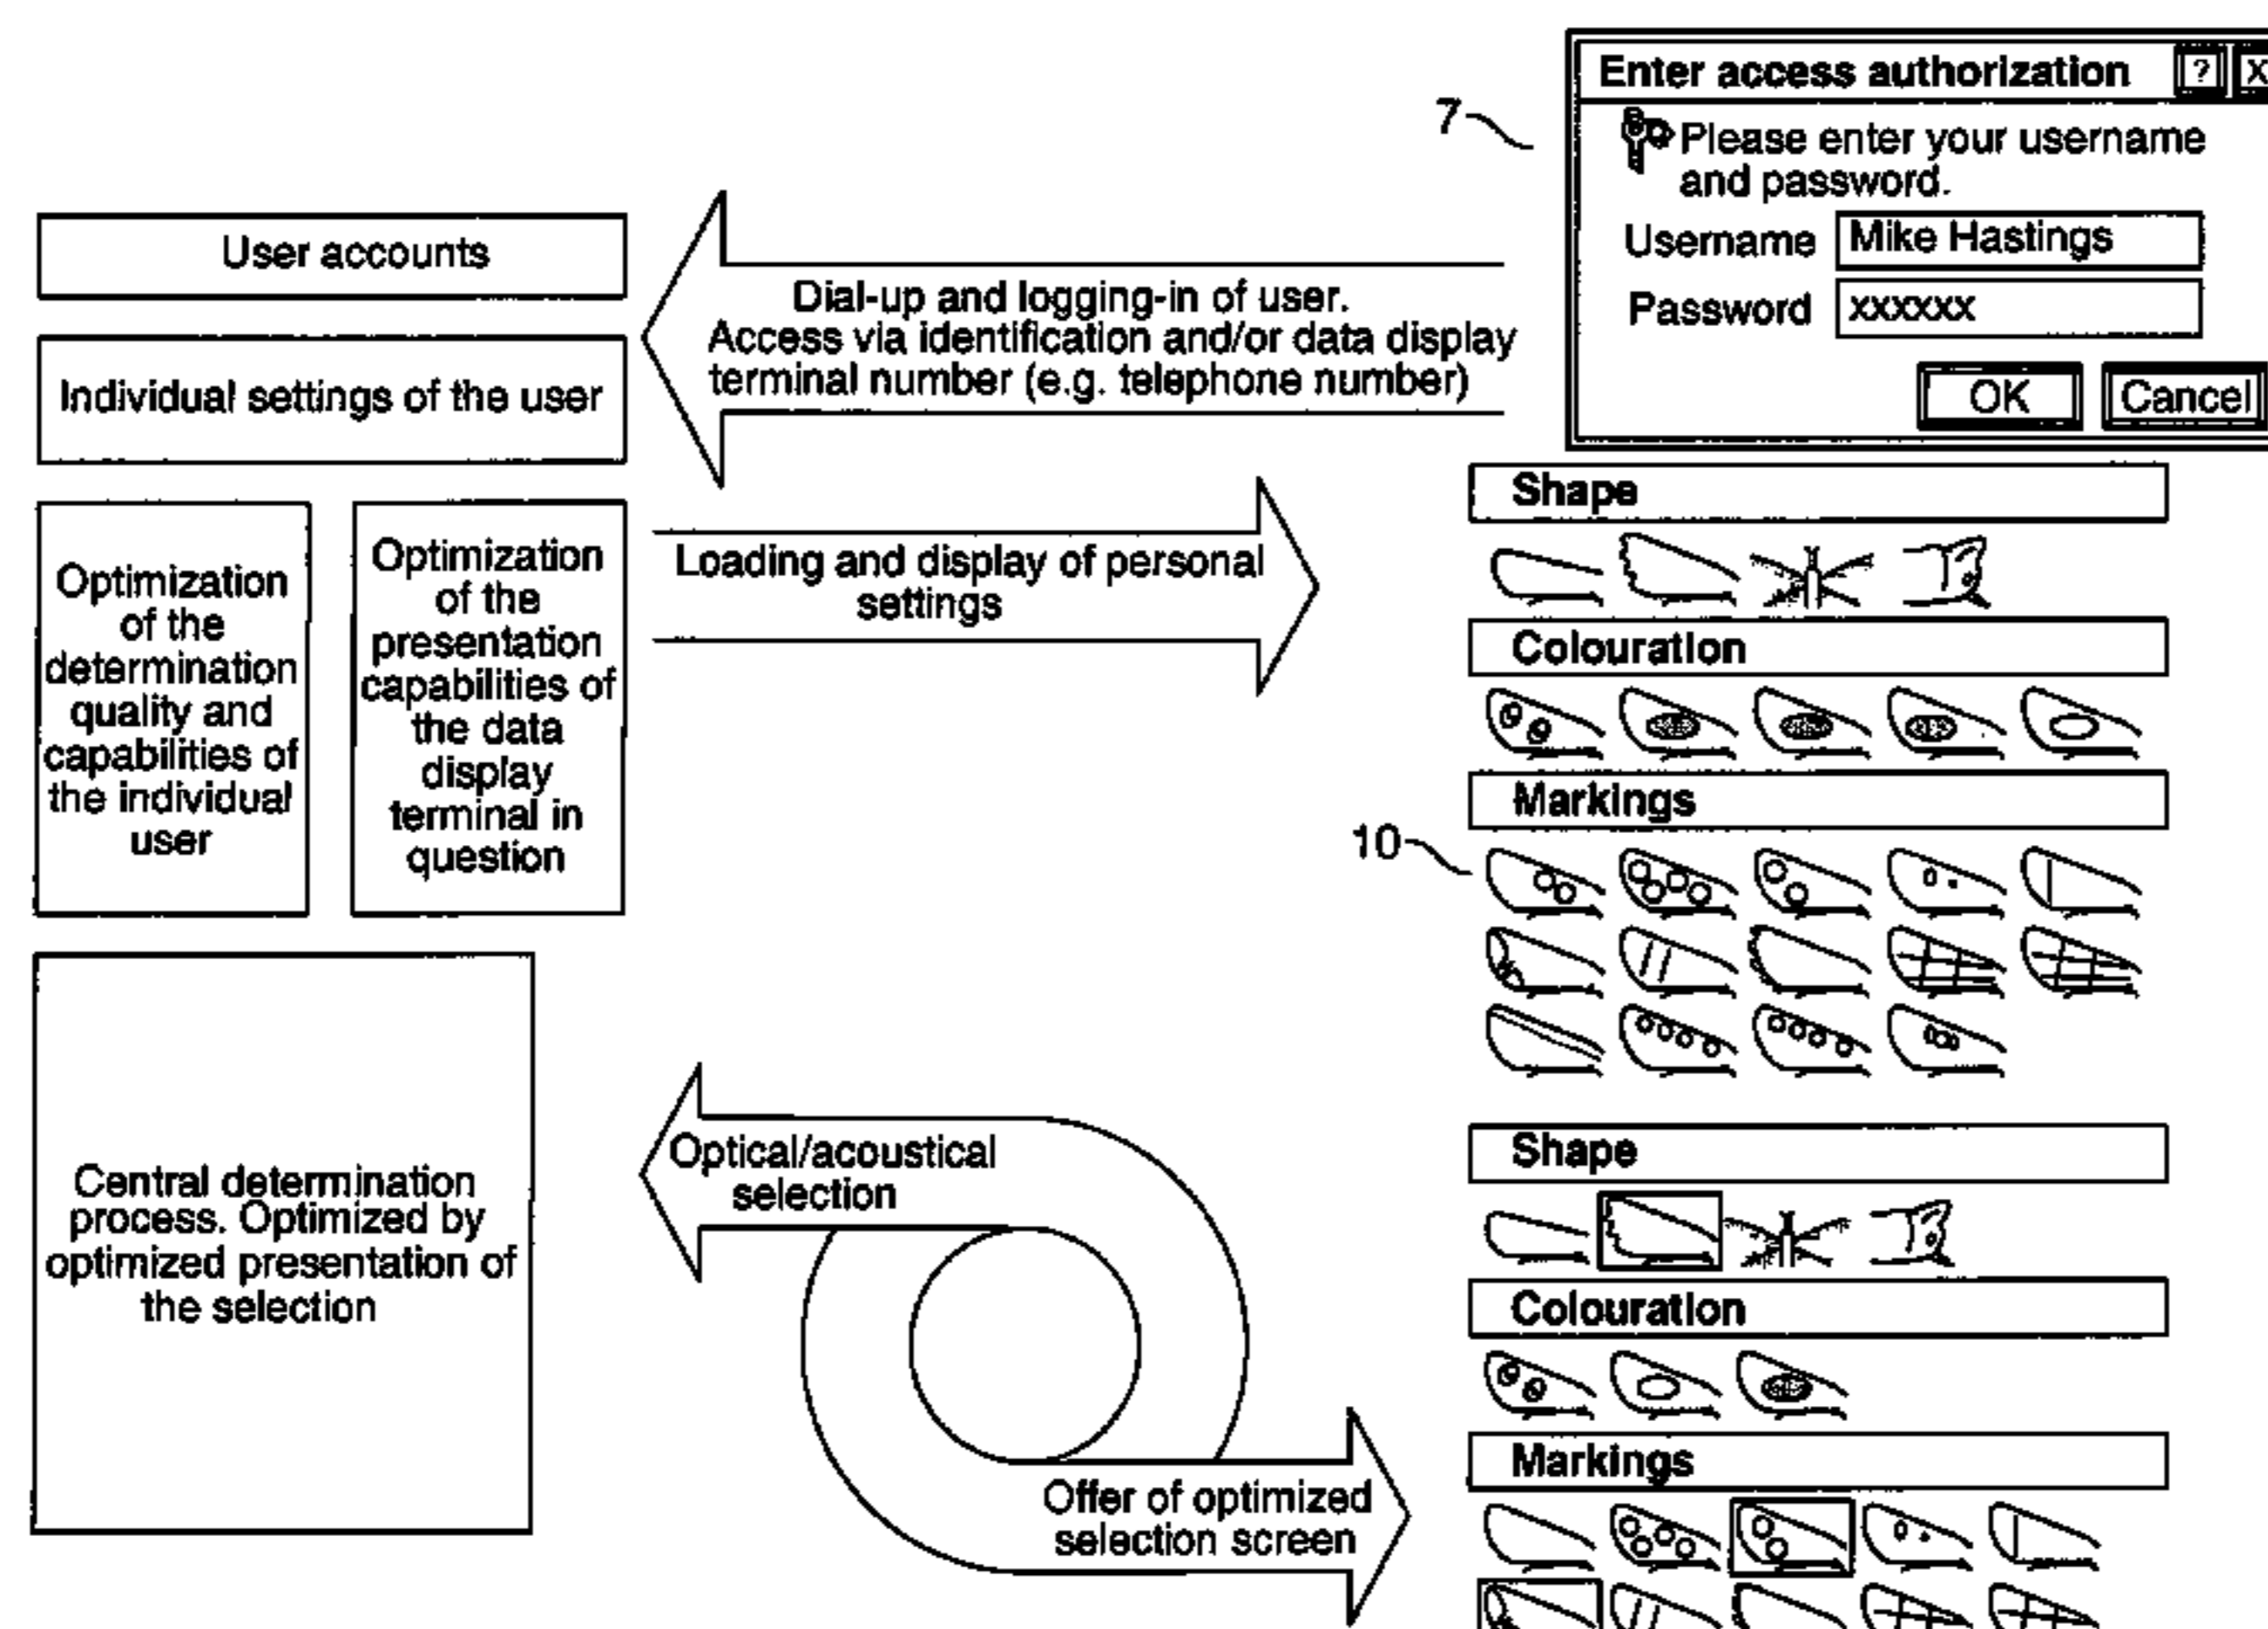 Enter access authorization ? X
7
Please enter your username
and password.
Username Mike Hastings
Password xxxxxx
OK Cancel
User accounts
Individual settings of the user
Dial-up and logging-in of user.
Access via identification and/or data display
terminal number (e.g. telephone number)
Optimization
of the
determination
quality and
capabilities of
the individual
user
Optimization
of the
presentation
capabilities of
the data
display
terminal in
question
Loading and display of personal
settings
Shape
Colouration
Markings
10
Central determination
process. Optimized by
optimized presentation of
the selection
Optical/acoustical
selection
Offer of optimized
selection screen
Shape
Colouration
Markings